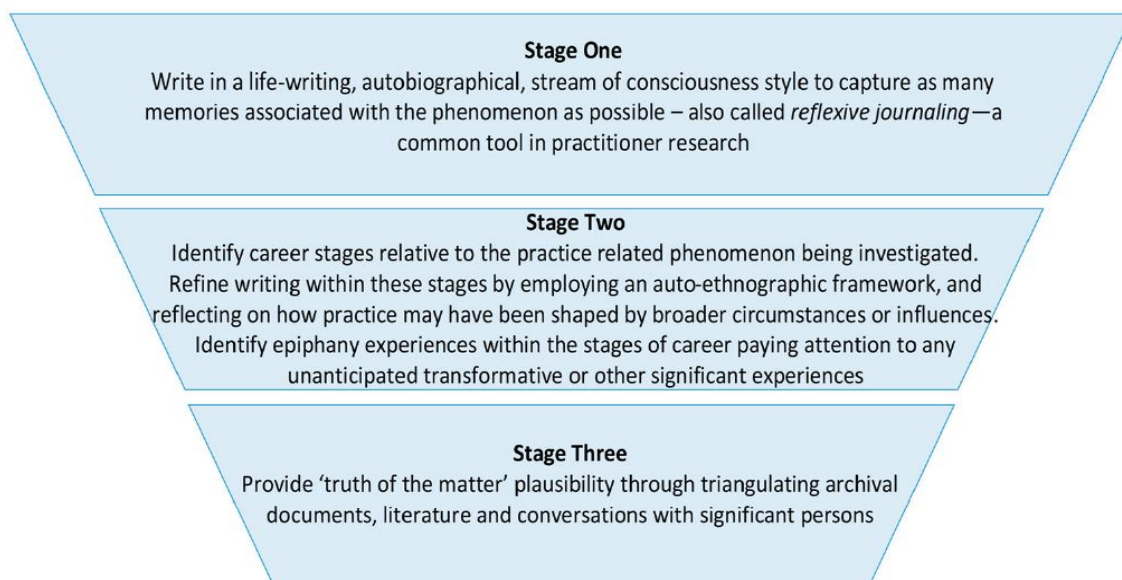 Stage One
Write in a life-writing, autobiographical, stream of consciousness style to capture as many
memories associated with the phenomenon as possible – also called reflexive journaling—a
common tool in practitioner research
Stage Two
Identify career stages relative to the practice related phenomenon being investigated.
Refine writing within these stages by employing an auto-ethnographic framework, and
reflecting on how practice may have been shaped by broader circumstances or influences.
Identify epiphany experiences within the stages of career paying attention to any
unanticipated transformative or other significant experiences
Stage Three
Provide ‘truth of the matter’ plausibility through triangulating archival
documents, literature and conversations with significant persons